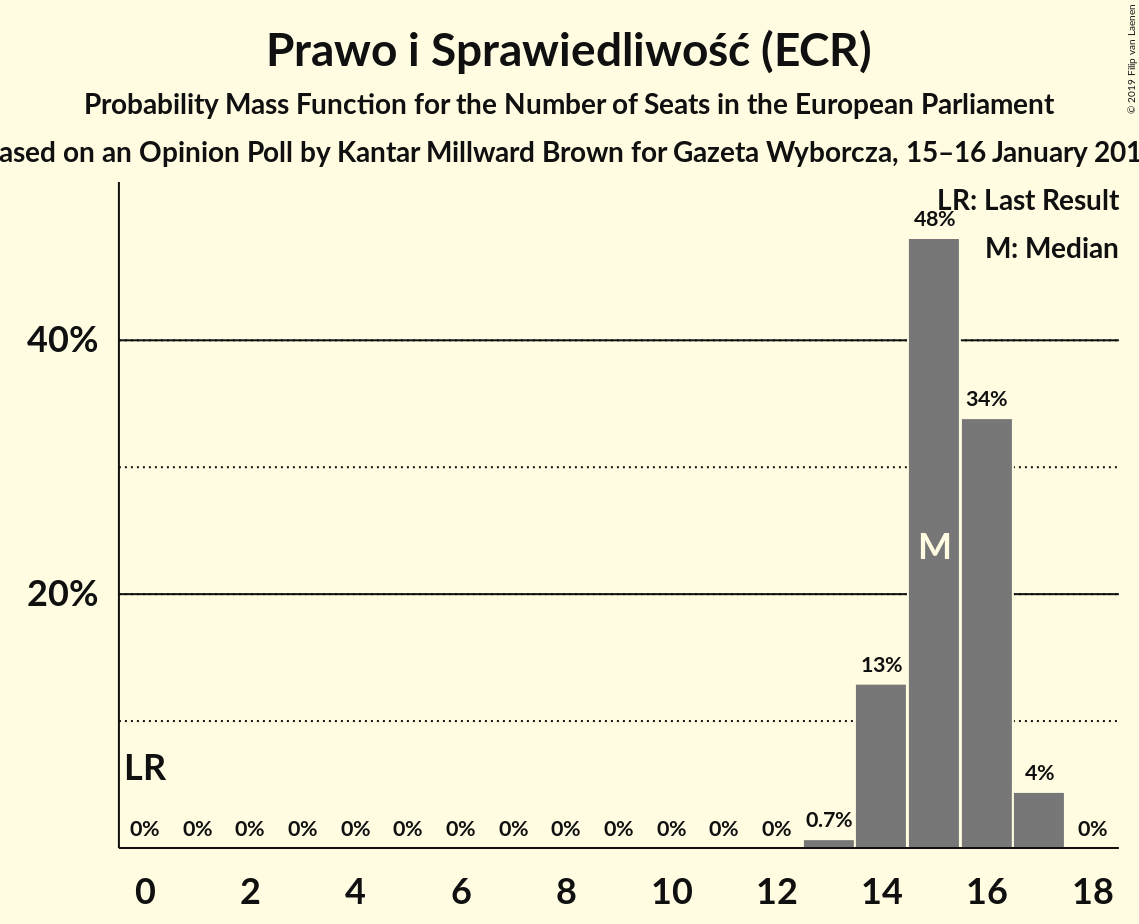 Prawo i Sprawiedliwość (ECR)
Probability Mass Function for the Number of Seats in the European Parliament
ased on an Opinion Poll by Kantar Millward Brown for Gazeta Wyborcza, 15–16 January 201
© 2019 Filip van Laenen
LR: Last Result
M: Median
48%
40%
34%
M
20%
13%
LR
4%
0% 0% 0% 0% 0% 0% 0% 0% 0% 0% 0% 0% 0% 0.7% 0%
0 2 4 6 8 10 12 14 16 18